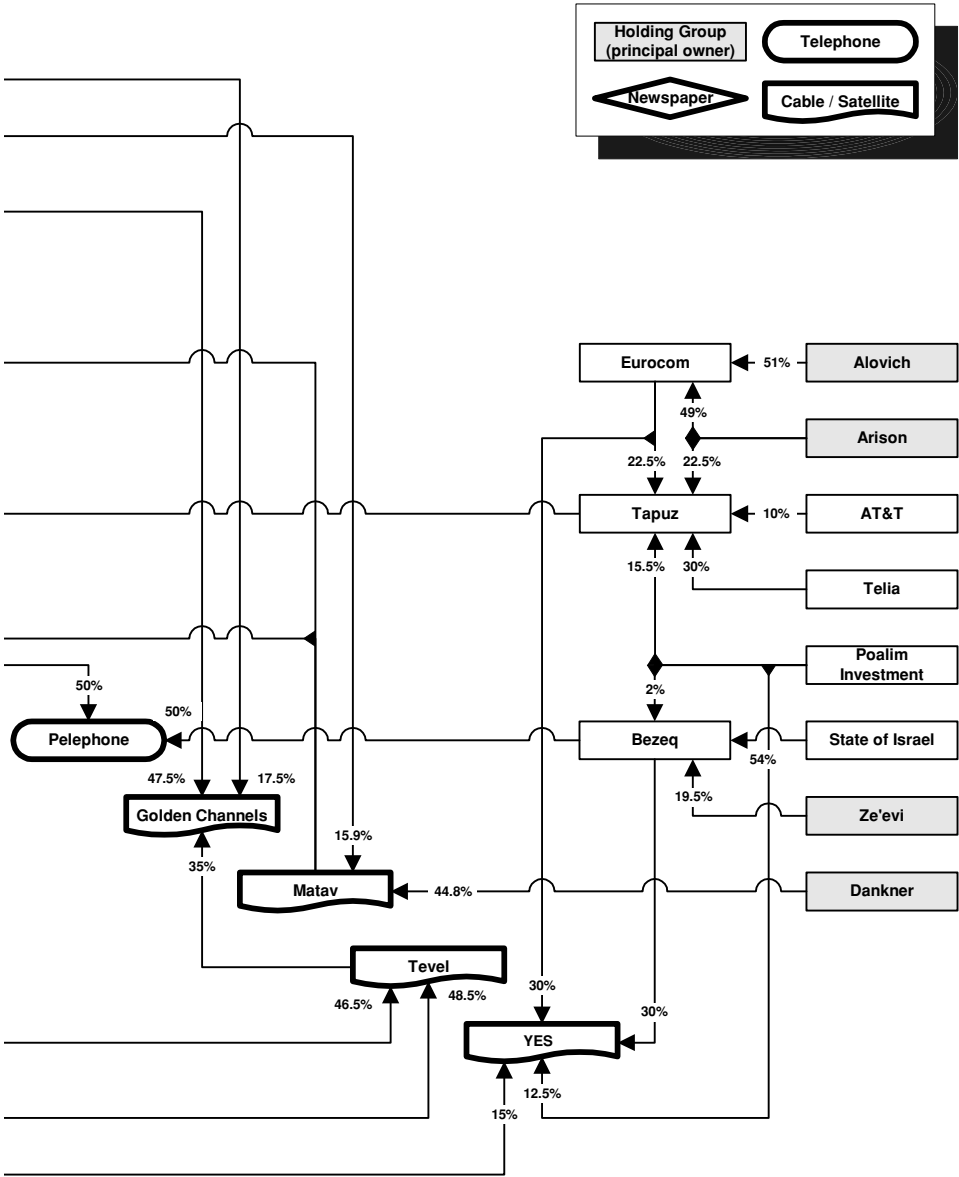 Holding Group
(principal owner)
Telephone
Newspaper
Cable / Satellite
Eurocom
51%
Alovich
49%
Arison
22.5%
22.5%
Tapuz
10%
AT&T
15.5%
30%
Telia
Poalim
Investment
50%
2%
50%
Pelephone
Bezeq
State of Israel
54%
47.5%
17.5%
19.5%
Golden Channels
Ze'evi
15.9%
35%
Matav
44.8%
Dankner
Tevel
46.5%
48.5%
30%
30%
YES
12.5%
15%